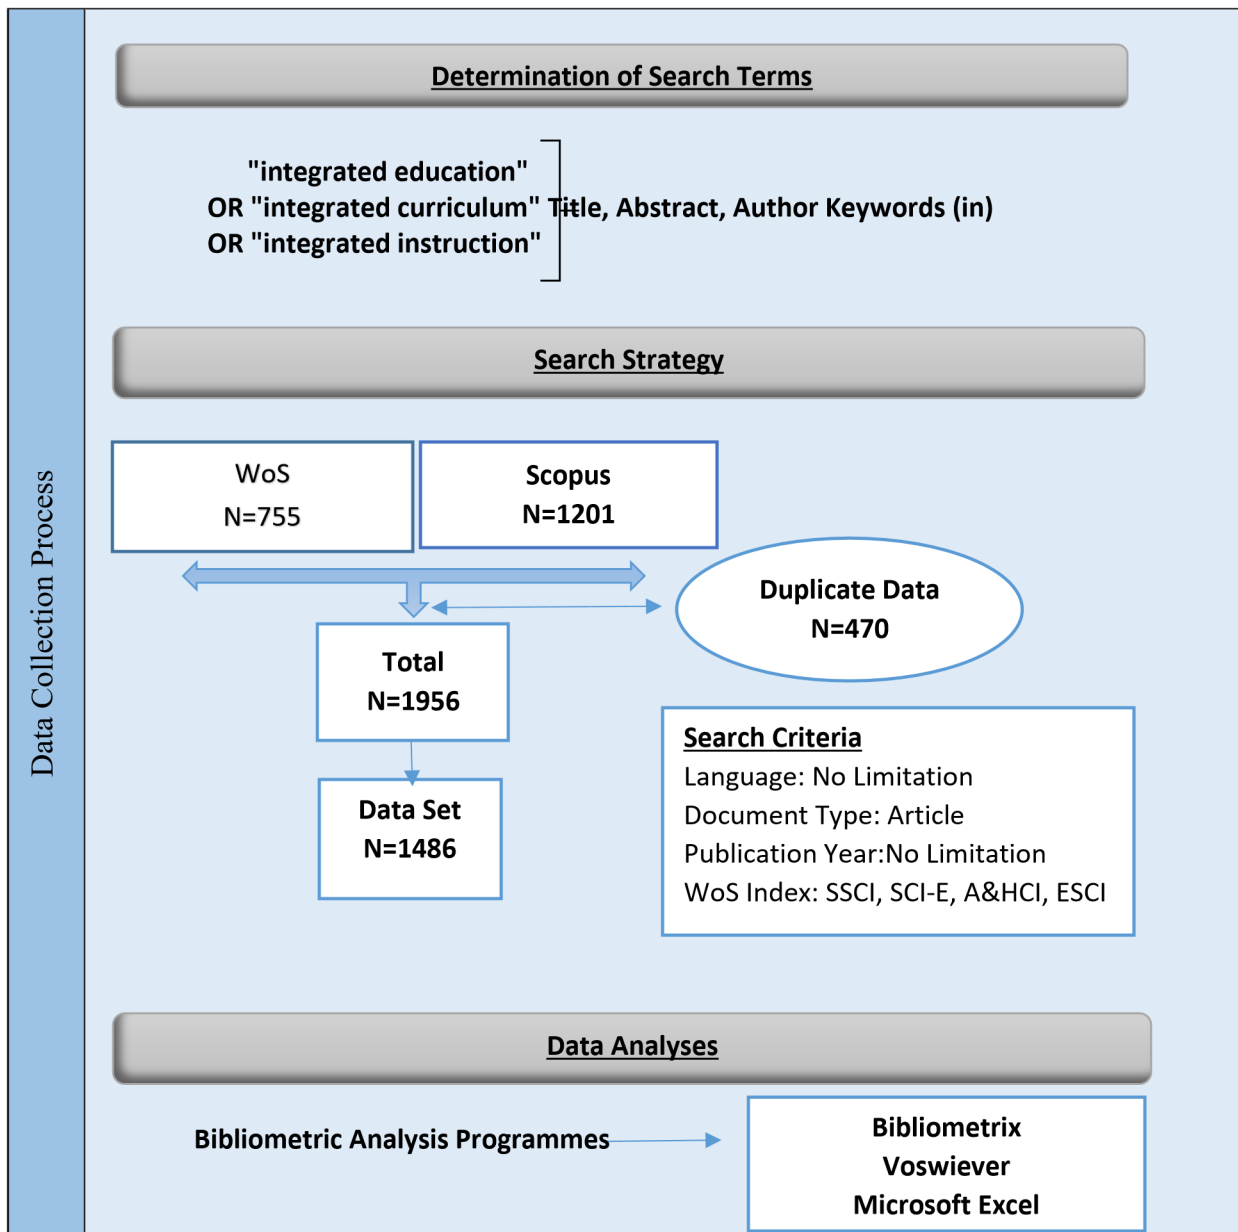 Data Collection Process
Determination of Search Terms
"integrated education"
OR "integrated curriculum" Title, Abstract, Author Keywords (in)
OR "integrated instruction"
Search Strategy
WoS
N=755
Scopus
N=1201
Duplicate Data
N=470
Total
N=1956
Data Set
N=1486
Search Criteria
Language: No Limitation
Document Type: Article
Publication Year:No Limitation
WoS Index: SSCI, SCI-E, A&HCI, ESCI
Data Analyses
Bibliometric Analysis Programmes
Bibliometrix
Voswiever
Microsoft Excel